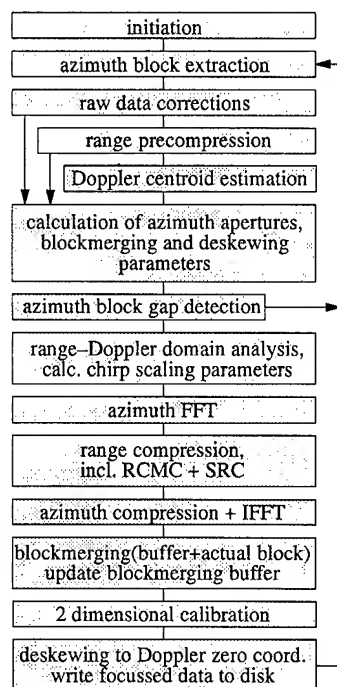 initiation
azimuth block extraction
raw data corrections
range precompression
Doppler centroid estimation
calculation of azimuth apertures,
blockmerging and deskewing
parameters
azimuth block gap detection
range–Doppler domain analysis,
calc. chirp scaling parameters
azimuth FFT
range compression,
incl. RCMC + SRC
azimuth compression + IFFT
blockmerging(buffer+actual block)
update blockmerging buffer
2 dimensional calibration
deskewing to Doppler zero coord.
write focussed data to disk